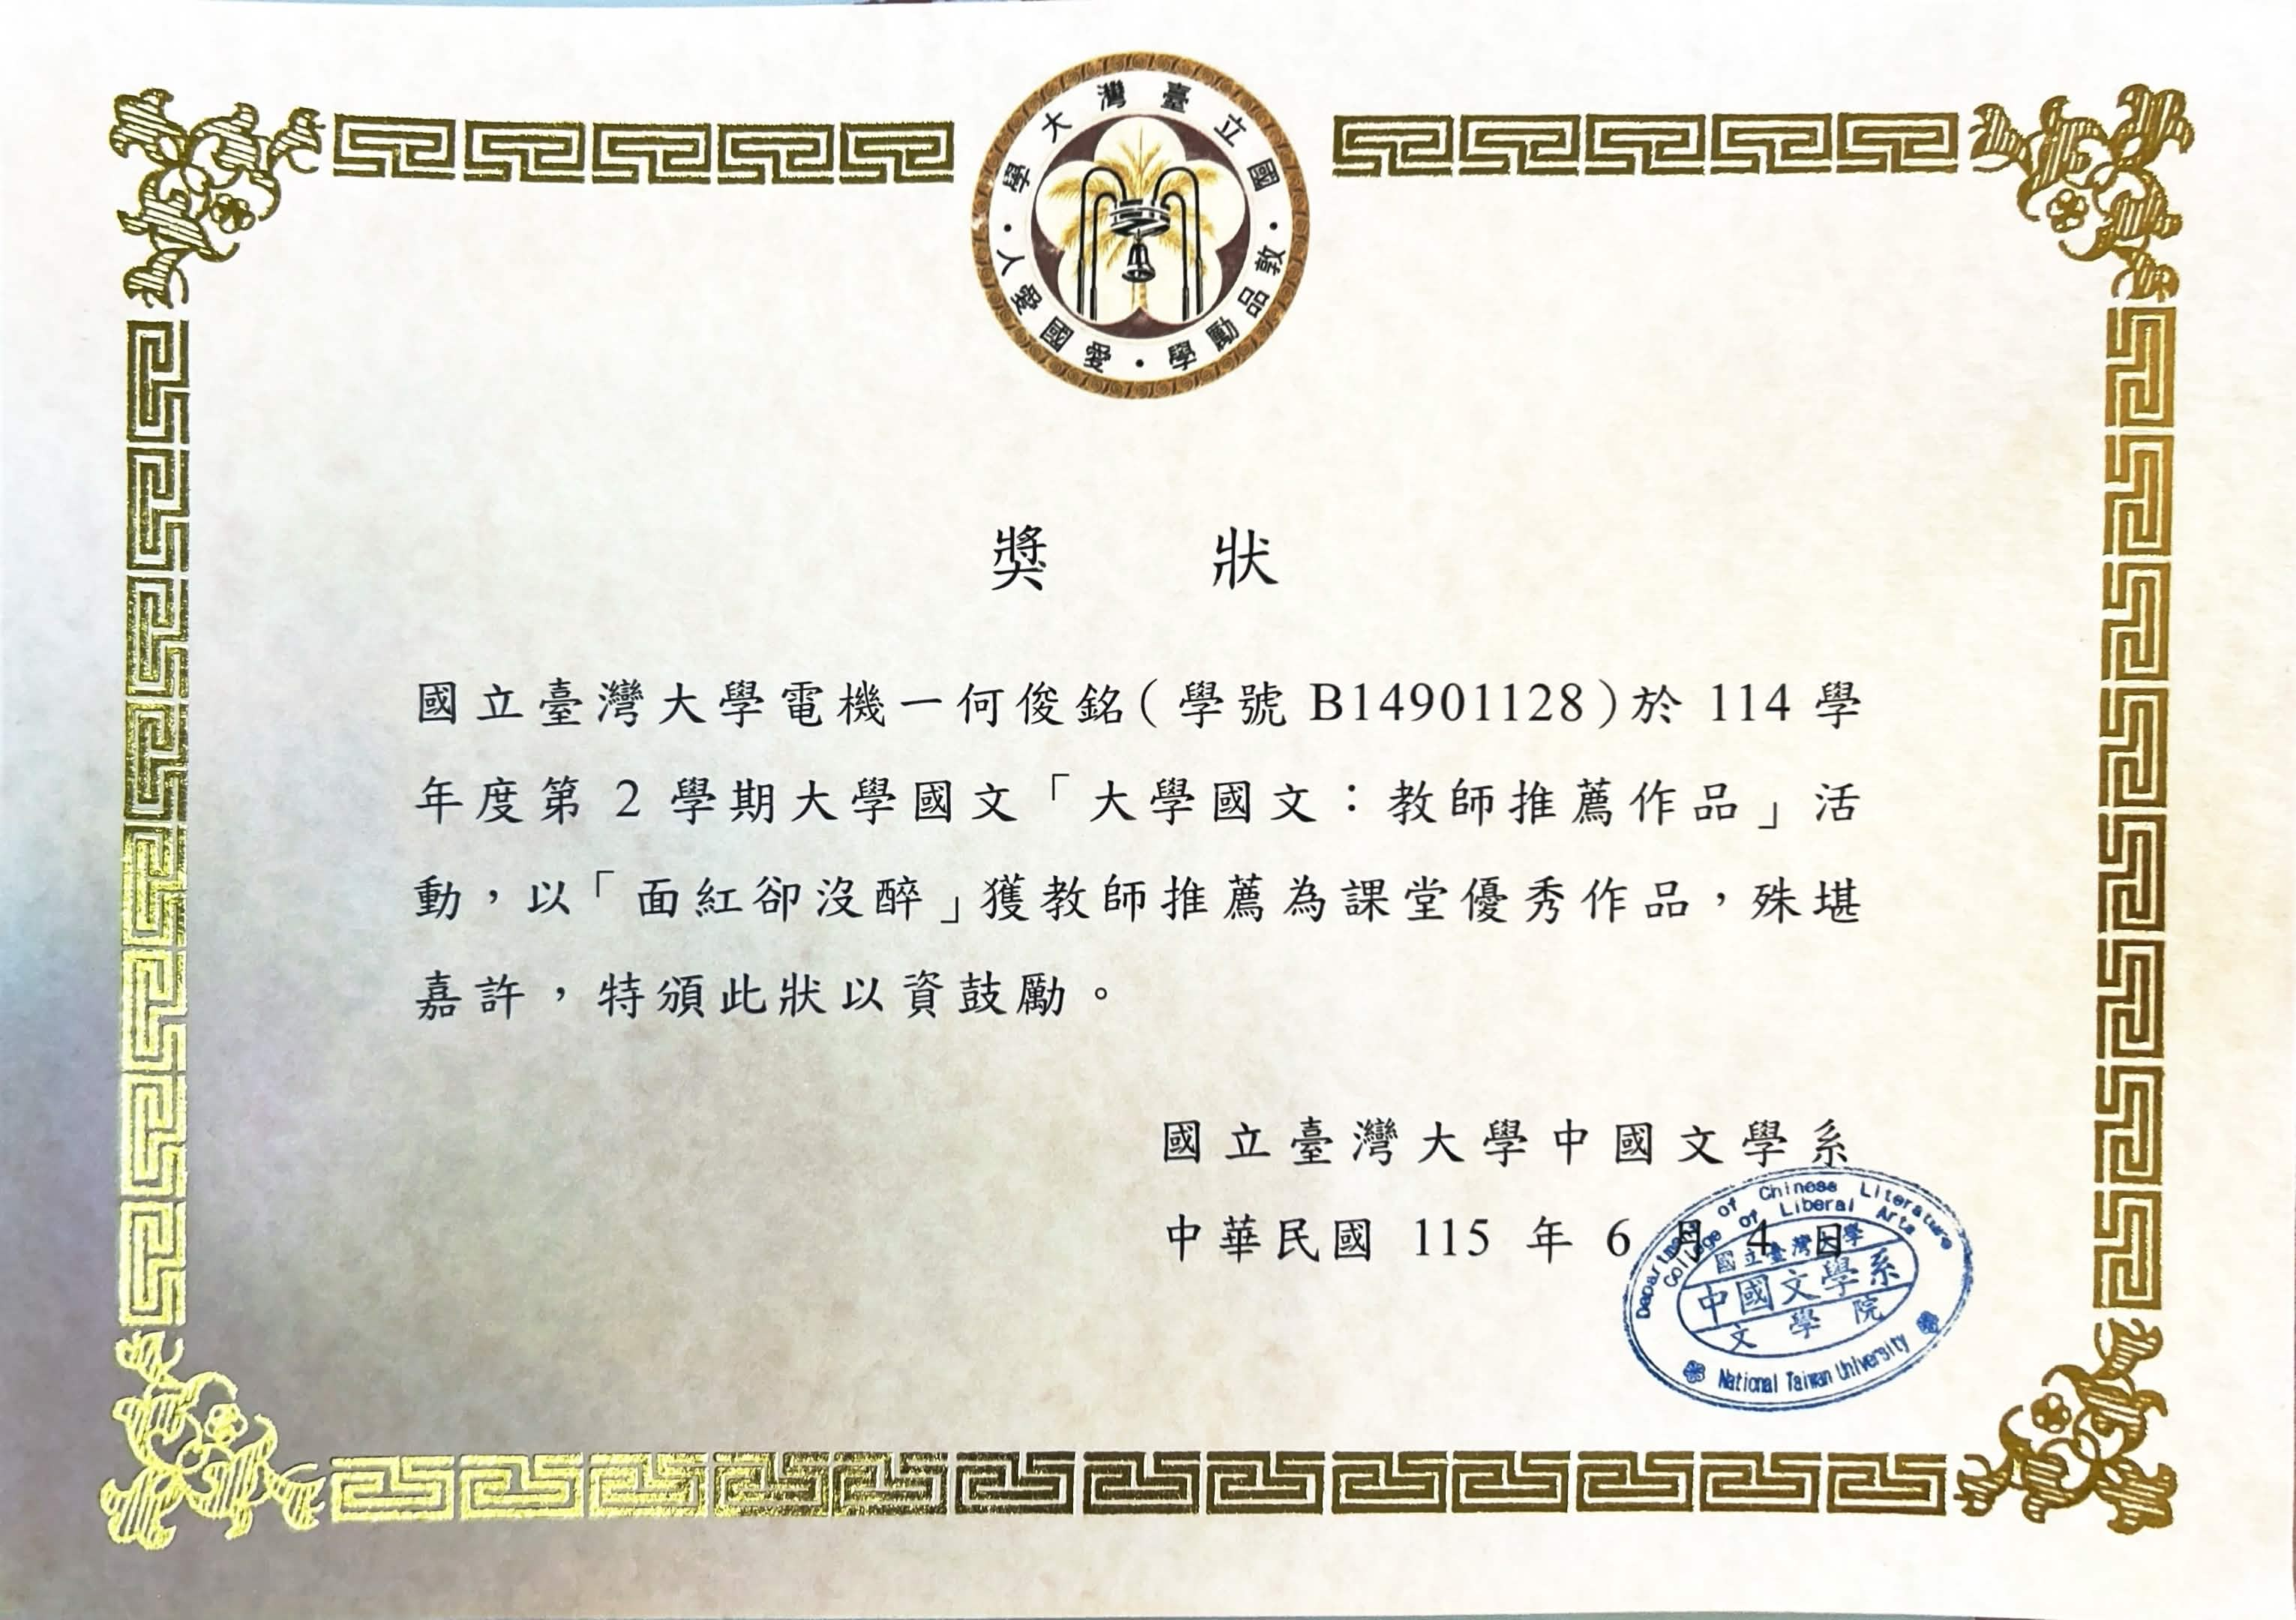 國立臺灣大學
敦品勵學・愛國愛人
獎 狀
國立臺灣大學電機一何俊銘(學號 B14901128)於 114 學
年度第 2 學期大學國文「大學國文：教師推薦作品」活
動，以「面紅卻沒醉」獲教師推薦為課堂優秀作品，殊堪
嘉許，特頒此狀以資鼓勵。
國立臺灣大學中國文學系
中華民國 115 年 6 月 4 日
Department of Chinese Literature
College of Liberal Arts
國立臺灣大學
中國文學系
文學院
National Taiwan University